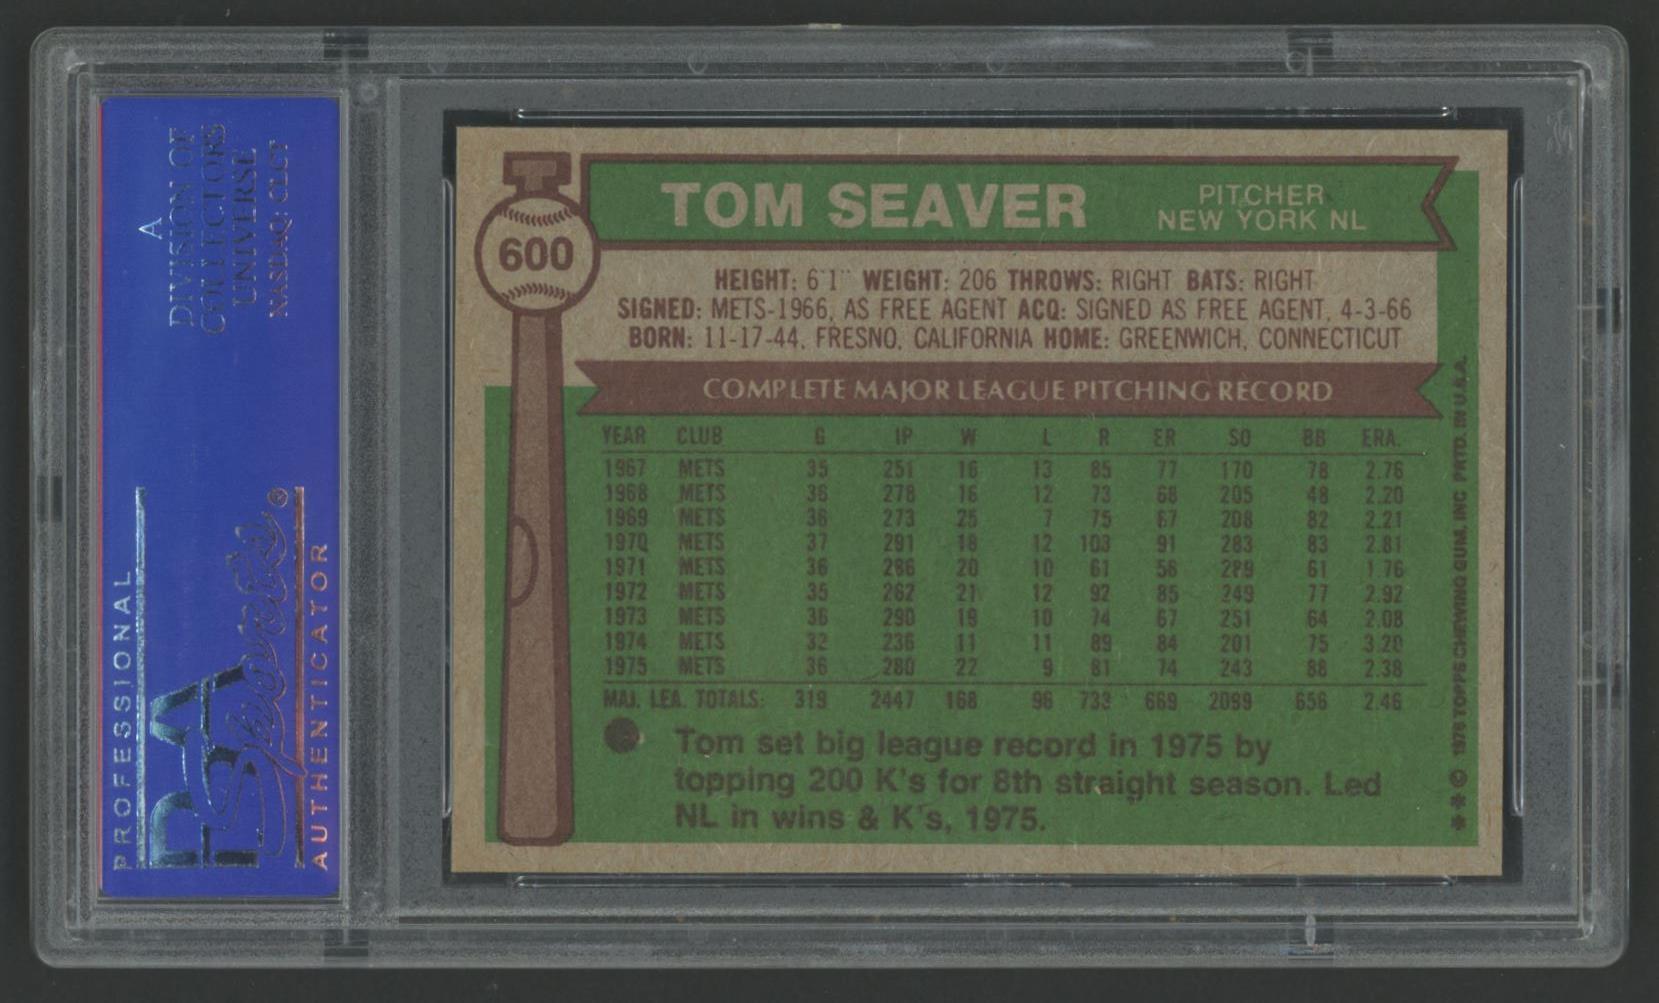 A
DIVISION OF
COLLECTORS
UNIVERSE
NASDAQ: CLCT
PROFESSIONAL
PSA
Sports ®
AUTHENTICATOR
T
600
TOM SEAVER
PITCHER
NEW YORK NL
HEIGHT: 6'1" WEIGHT: 206 THROWS: RIGHT BATS: RIGHT
SIGNED: METS-1966, AS FREE AGENT ACQ: SIGNED AS FREE AGENT, 4-3-66
BORN: 11-17-44, FRESNO, CALIFORNIA HOME: GREENWICH, CONNECTICUT
COMPLETE MAJOR LEAGUE PITCHING RECORD
YEAR CLUB G IP W L R ER SO BB ERA.
1967 METS 35 251 16 13 85 77 170 78 2.76
1968 METS 36 278 16 12 73 68 205 48 2.20
1969 METS 36 273 25 7 75 67 208 82 2.21
1970 METS 37 291 18 12 103 91 283 83 2.81
1971 METS 36 286 20 10 61 56 289 61 1.76
1972 METS 35 262 21 12 92 85 249 77 2.92
1973 METS 36 290 19 10 74 67 251 64 2.08
1974 METS 32 236 11 11 89 84 201 75 3.20
1975 METS 36 280 22 9 81 74 243 88 2.38
MAJ. LEA. TOTALS: 319 2447 168 96 733 669 2099 656 2.46
Tom set big league record in 1975 by
topping 200 K's for 8th straight season. Led
NL in wins & K's, 1975.
** © 1976 TOPPS CHEWING GUM, INC PRTD. IN U.S.A.